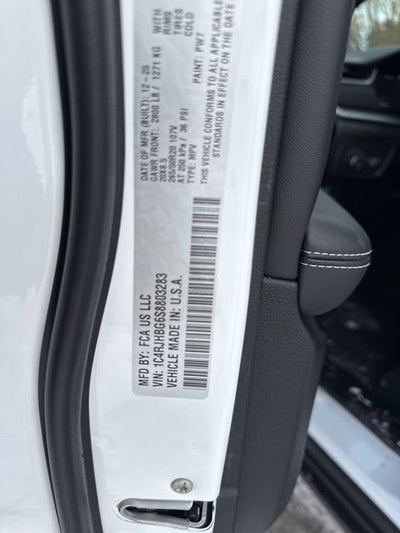 MFD BY: FCA US LLC
VIN: 1C4RJHBG6S8803283
VEHICLE MADE IN: U.S.A.
DATE OF MFR (BUILT): 12-25
GAWR FRONT: 2800 LB / 1271 KG
20X8.5
265/50R20 107V
AT 250 kPa / 36 PSI
TYPE: MPV
WITH
RIMS
TIRES
COLD
PAINT: PW7
VEHICLE CONFORMS TO ALL
STANDARDS IN EFFECT ON THE DATE